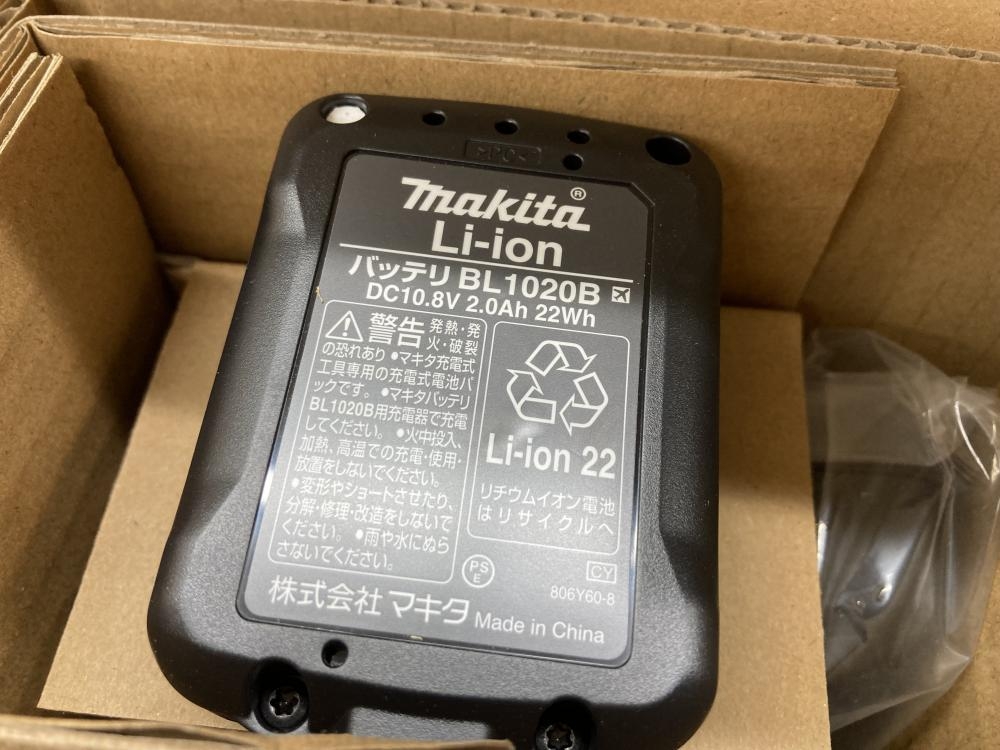 >PC<
makita®
Li-ion
バッテリ BL1020B
DC10.8V 2.0Ah 22Wh
警告 発熱・発
火・破裂
の恐れあり ●マキタ充電式
工具専用の充電式電池パ
ックです。 ●マキタバッテリ
BL1020B用充電器で充電
してください。 ●火中投入、
加熱、高温での充電・使用・
放置をしないでください。
●変形やショートさせたり、
分解・修理・改造をしないで
ください。 ●雨や水にぬら
さないでください。
Li-ion 22
リチウムイオン電池
はリサイクルへ
PS
E
CY
806Y60-8
株式会社 マキタ Made in China